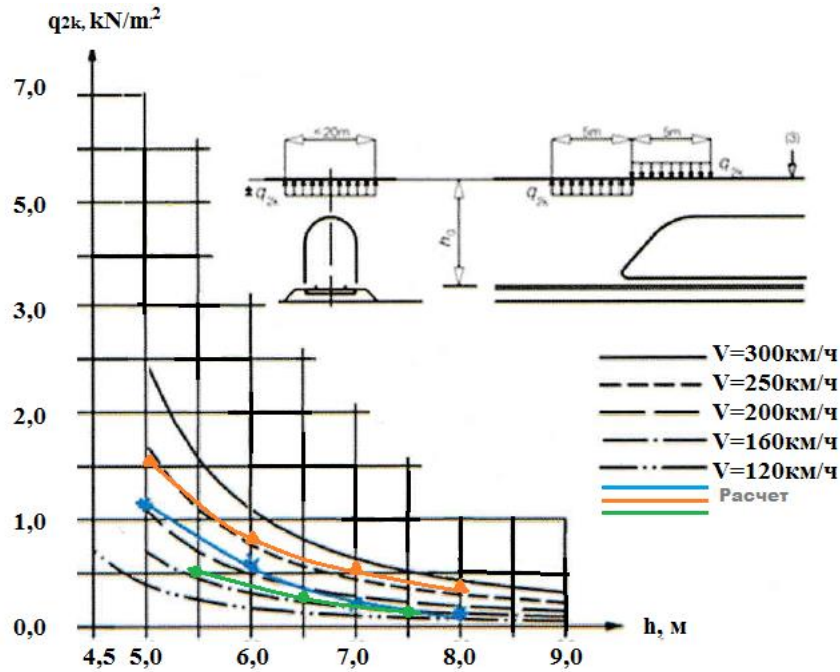 q2k, kN/m²
7,0
5,0
3,0
2,0
1,0
0,0
4,5 5,0 6,0 7,0 8,0 9,0
h, м
<20m
± q2k
h0
5m 5m
q2k
q2k
(3)
V=300км/ч
V=250км/ч
V=200км/ч
V=160км/ч
V=120км/ч
Расчет